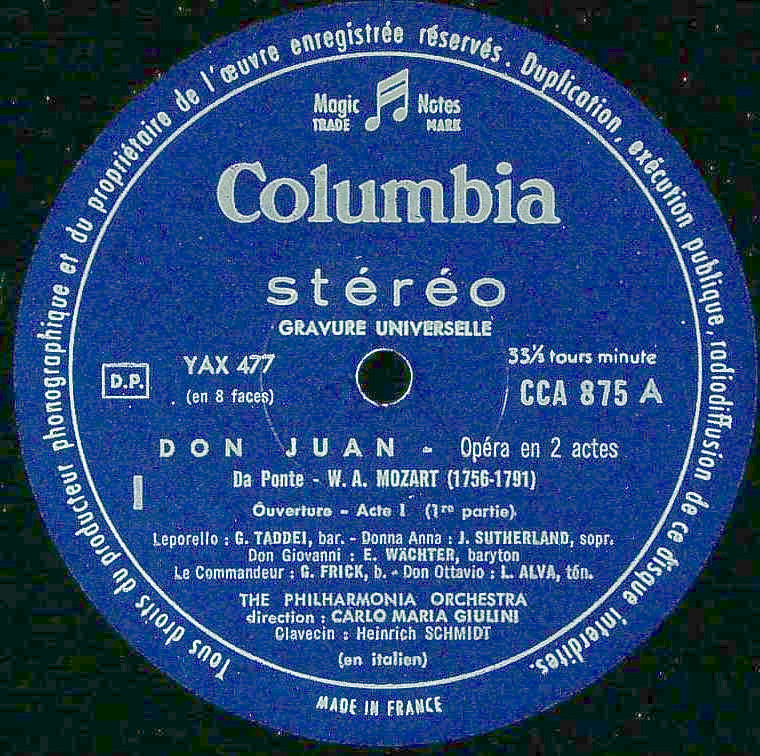 Tous droits du producteur phonographique et du propriétaire de l'œuvre enregistrée réservés. Duplication, exécution publique, radiodiffusion de ce disque interdites.
Magic Notes
TRADE MARK
Columbia
stéréo
GRAVURE UNIVERSELLE
D.P.
YAX 477
(en 8 faces)
33⅓ tours minute
CCA 875 A
DON JUAN - Opéra en 2 actes
Da Ponte - W. A. MOZART (1756-1791)
I
Ouverture - Acte I (1re partie)
Leporello : G. TADDEI, bar. - Donna Anna : J. SUTHERLAND, sopr.
Don Giovanni : E. WÄCHTER, baryton
Le Commandeur : G. FRICK, b. - Don Ottavio : L. ALVA, tén.
THE PHILHARMONIA ORCHESTRA
direction : CARLO MARIA GIULINI
Clavecin : Heinrich SCHMIDT
(en italien)
MADE IN FRANCE